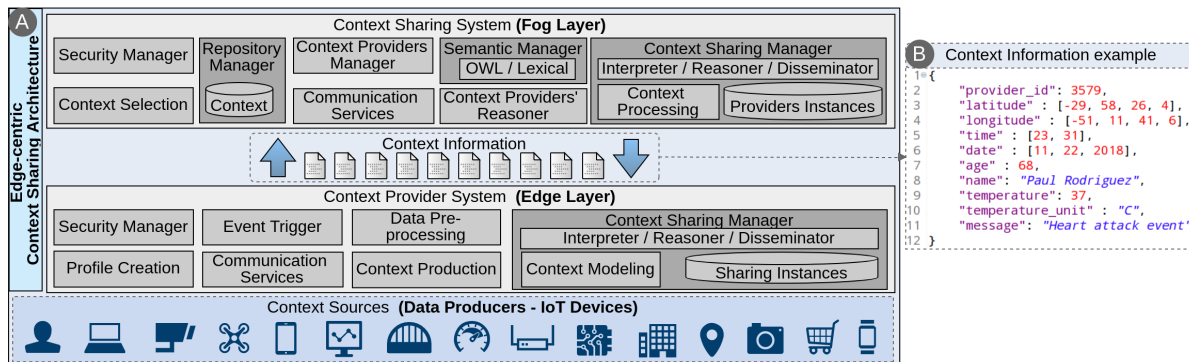 A
Edge-centric
Context Sharing Architecture
Context Sharing System (Fog Layer)
Security Manager
Repository
Manager
Context
Context Providers
Manager
Semantic Manager
OWL / Lexical
Context Sharing Manager
Interpreter / Reasoner / Disseminator
Context Selection
Communication
Services
Context Providers'
Reasoner
Context
Processing
Providers Instances
Context Information
Context Provider System (Edge Layer)
Security Manager
Event Trigger
Data Pre-
processing
Context Sharing Manager
Interpreter / Reasoner / Disseminator
Profile Creation
Communication
Services
Context Production
Context Modeling
Sharing Instances
Context Sources (Data Producers - IoT Devices)
B
Context Information example
1 {
2 "provider_id": 3579,
3 "latitude" : [-29, 58, 26, 4],
4 "longitude" : [-51, 11, 41, 6],
5 "time" : [23, 31],
6 "date" : [11, 22, 2018],
7 "age" : 68,
8 "name": "Paul Rodriguez",
9 "temperature": 37,
10 "temperature_unit" : "C",
11 "message": "Heart attack event"
12 }